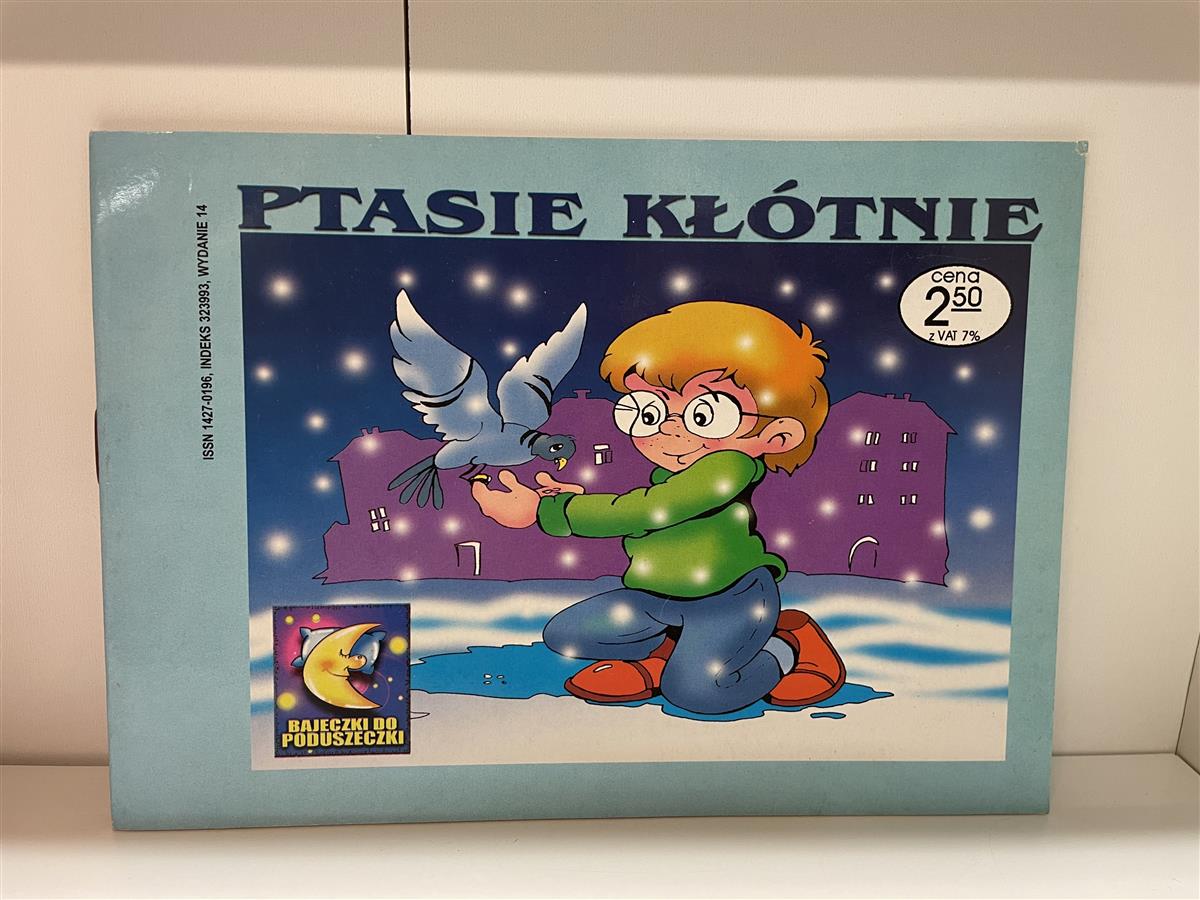 PTASIE KŁÓTNIE
ISSN 1427-0196, INDEKS 323993, WYDANIE 14
cena
2 50
z VAT 7%
BAJECZKI DO
PODUSZECZKI